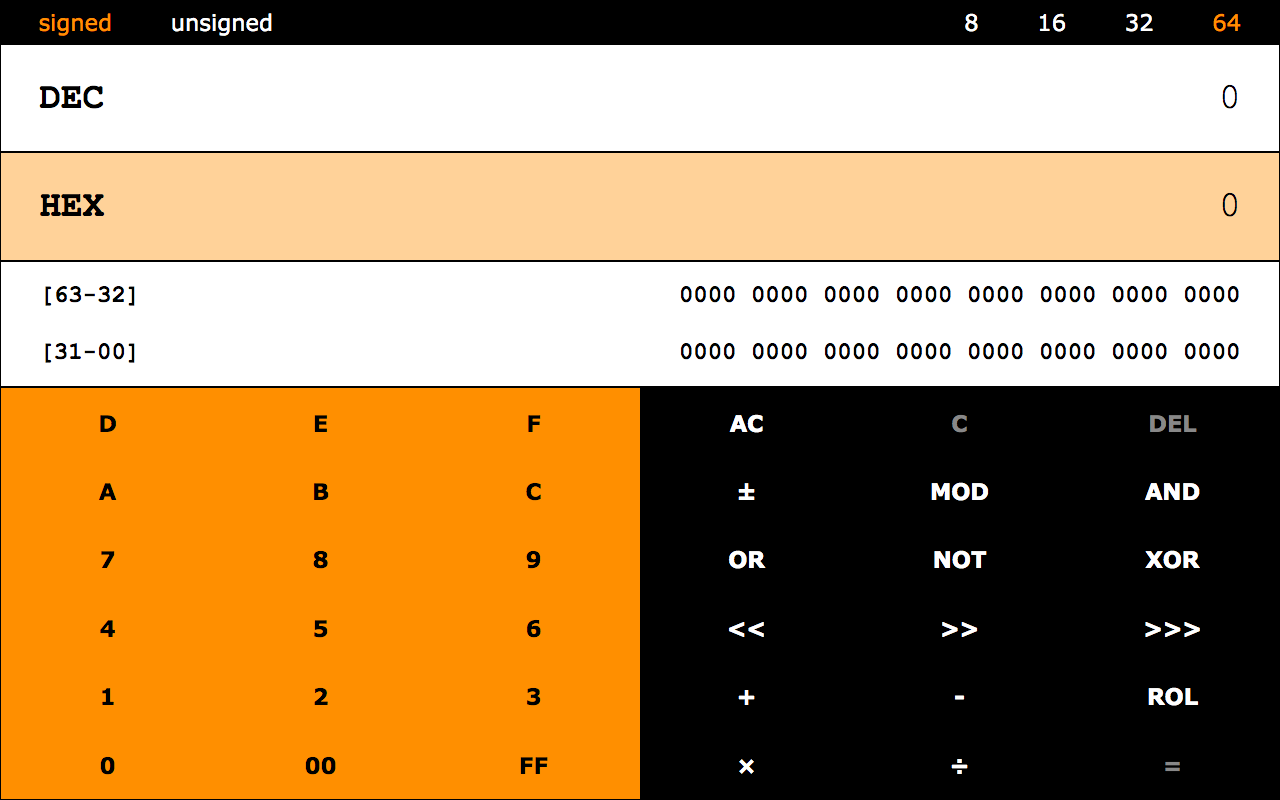 signed unsigned 8 16 32 64
DEC 0
HEX 0
[63-32] 0000 0000 0000 0000 0000 0000 0000 0000
[31-00] 0000 0000 0000 0000 0000 0000 0000 0000
D E F AC C DEL
A B C ± MOD AND
7 8 9 OR NOT XOR
4 5 6 << >> >>>
1 2 3 + - ROL
0 00 FF × ÷ =